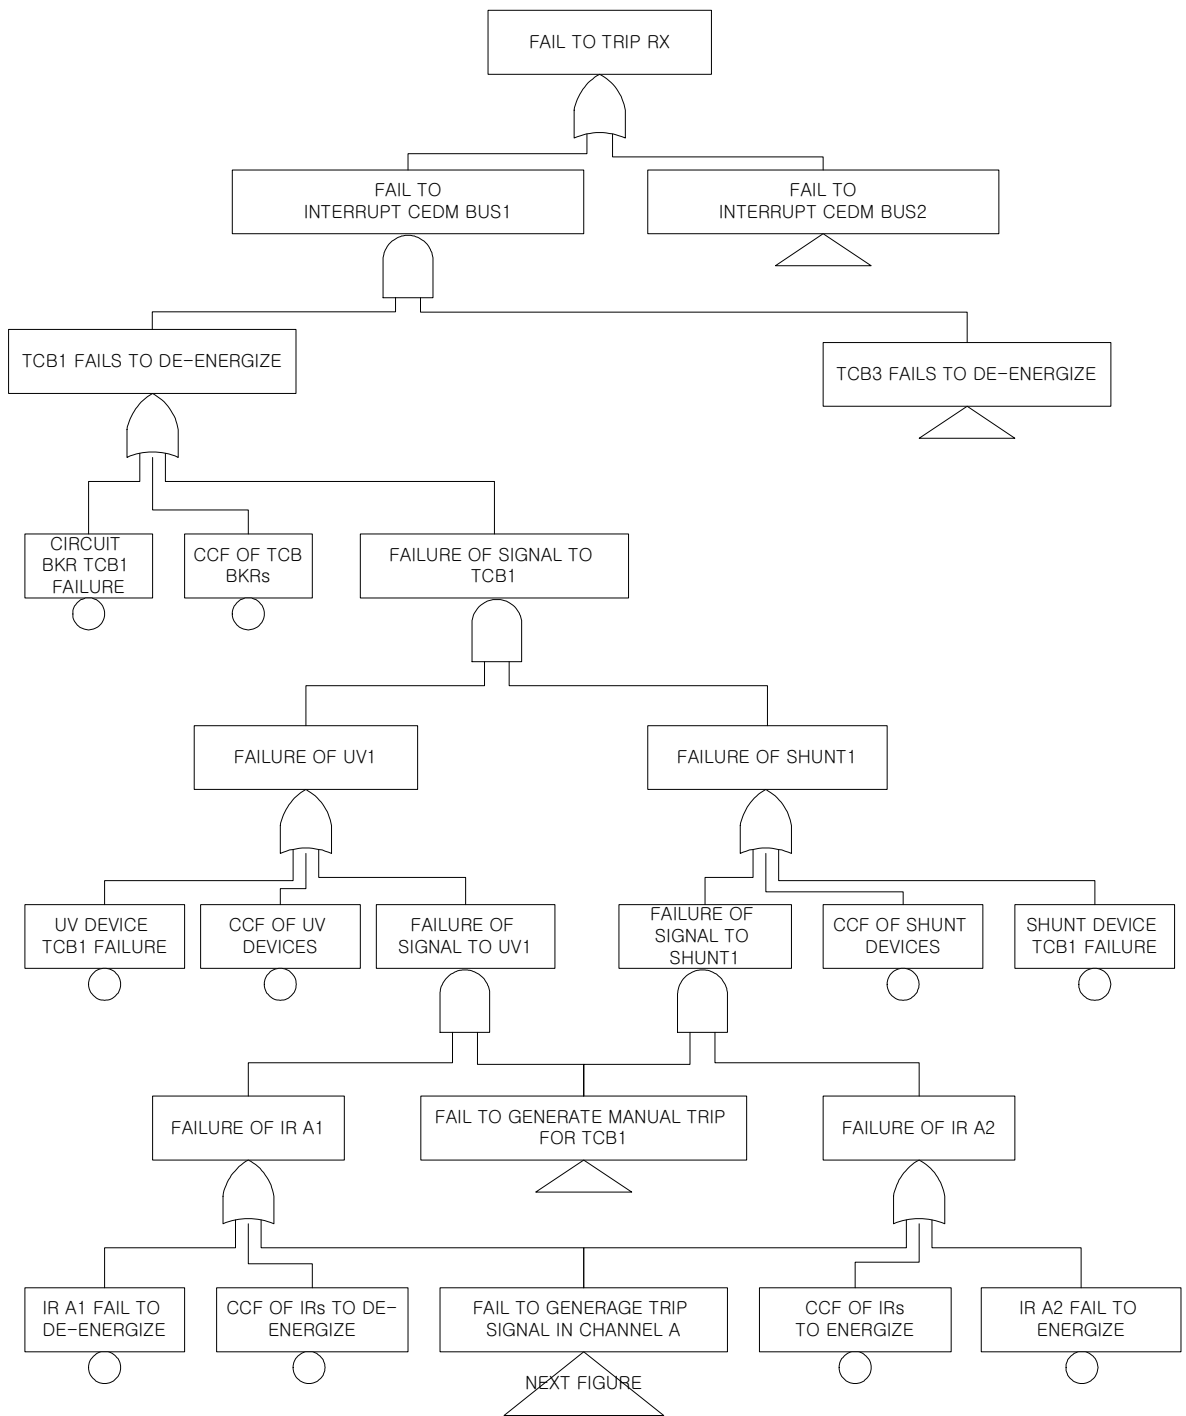 FAIL TO TRIP RX
FAIL TO
INTERRUPT CEDM BUS1
FAIL TO
INTERRUPT CEDM BUS2
TCB1 FAILS TO DE-ENERGIZE
TCB3 FAILS TO DE-ENERGIZE
CIRCUIT
BKR TCB1
FAILURE
CCF OF TCB
BKRs
FAILURE OF SIGNAL TO
TCB1
FAILURE OF UV1
FAILURE OF SHUNT1
UV DEVICE
TCB1 FAILURE
CCF OF UV
DEVICES
FAILURE OF
SIGNAL TO UV1
FAILURE OF
SIGNAL TO
SHUNT1
CCF OF SHUNT
DEVICES
SHUNT DEVICE
TCB1 FAILURE
FAILURE OF IR A1
FAIL TO GENERATE MANUAL TRIP
FOR TCB1
FAILURE OF IR A2
IR A1 FAIL TO
DE-ENERGIZE
CCF OF IRs TO DE-
ENERGIZE
FAIL TO GENERAGE TRIP
SIGNAL IN CHANNEL A
CCF OF IRs
TO ENERGIZE
IR A2 FAIL TO
ENERGIZE
NEXT FIGURE